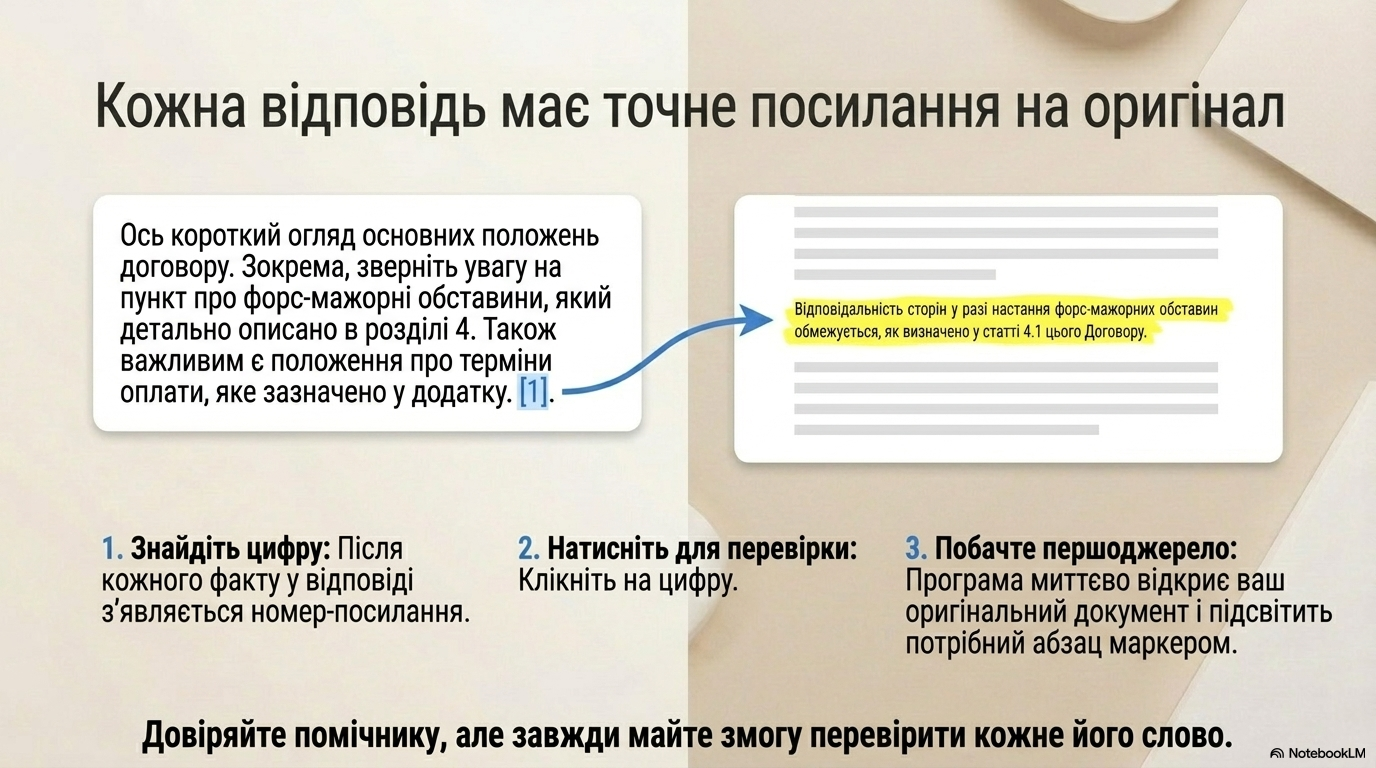 Кожна відповідь має точне посилання на оригінал
Ось короткий огляд основних положень
договору. Зокрема, зверніть увагу на
пункт про форс-мажорні обставини, який
детально описано в розділі 4. Також
важливим є положення про терміни
оплати, яке зазначено у додатку. [1].
Відповідальність сторін у разі настання форс-мажорних обставин
обмежується, як визначено у статті 4.1 цього Договору.
1. Знайдіть цифру: Після
кожного факту у відповіді
з’являється номер-посилання.
2. Натисніть для перевірки:
Клікніть на цифру.
3. Побачте першоджерело:
Програма миттєво відкриє ваш
оригінальний документ і підсвітить
потрібний абзац маркером.
Довіряйте помічнику, але завжди майте змогу перевірити кожне його слово.
NotebookLM